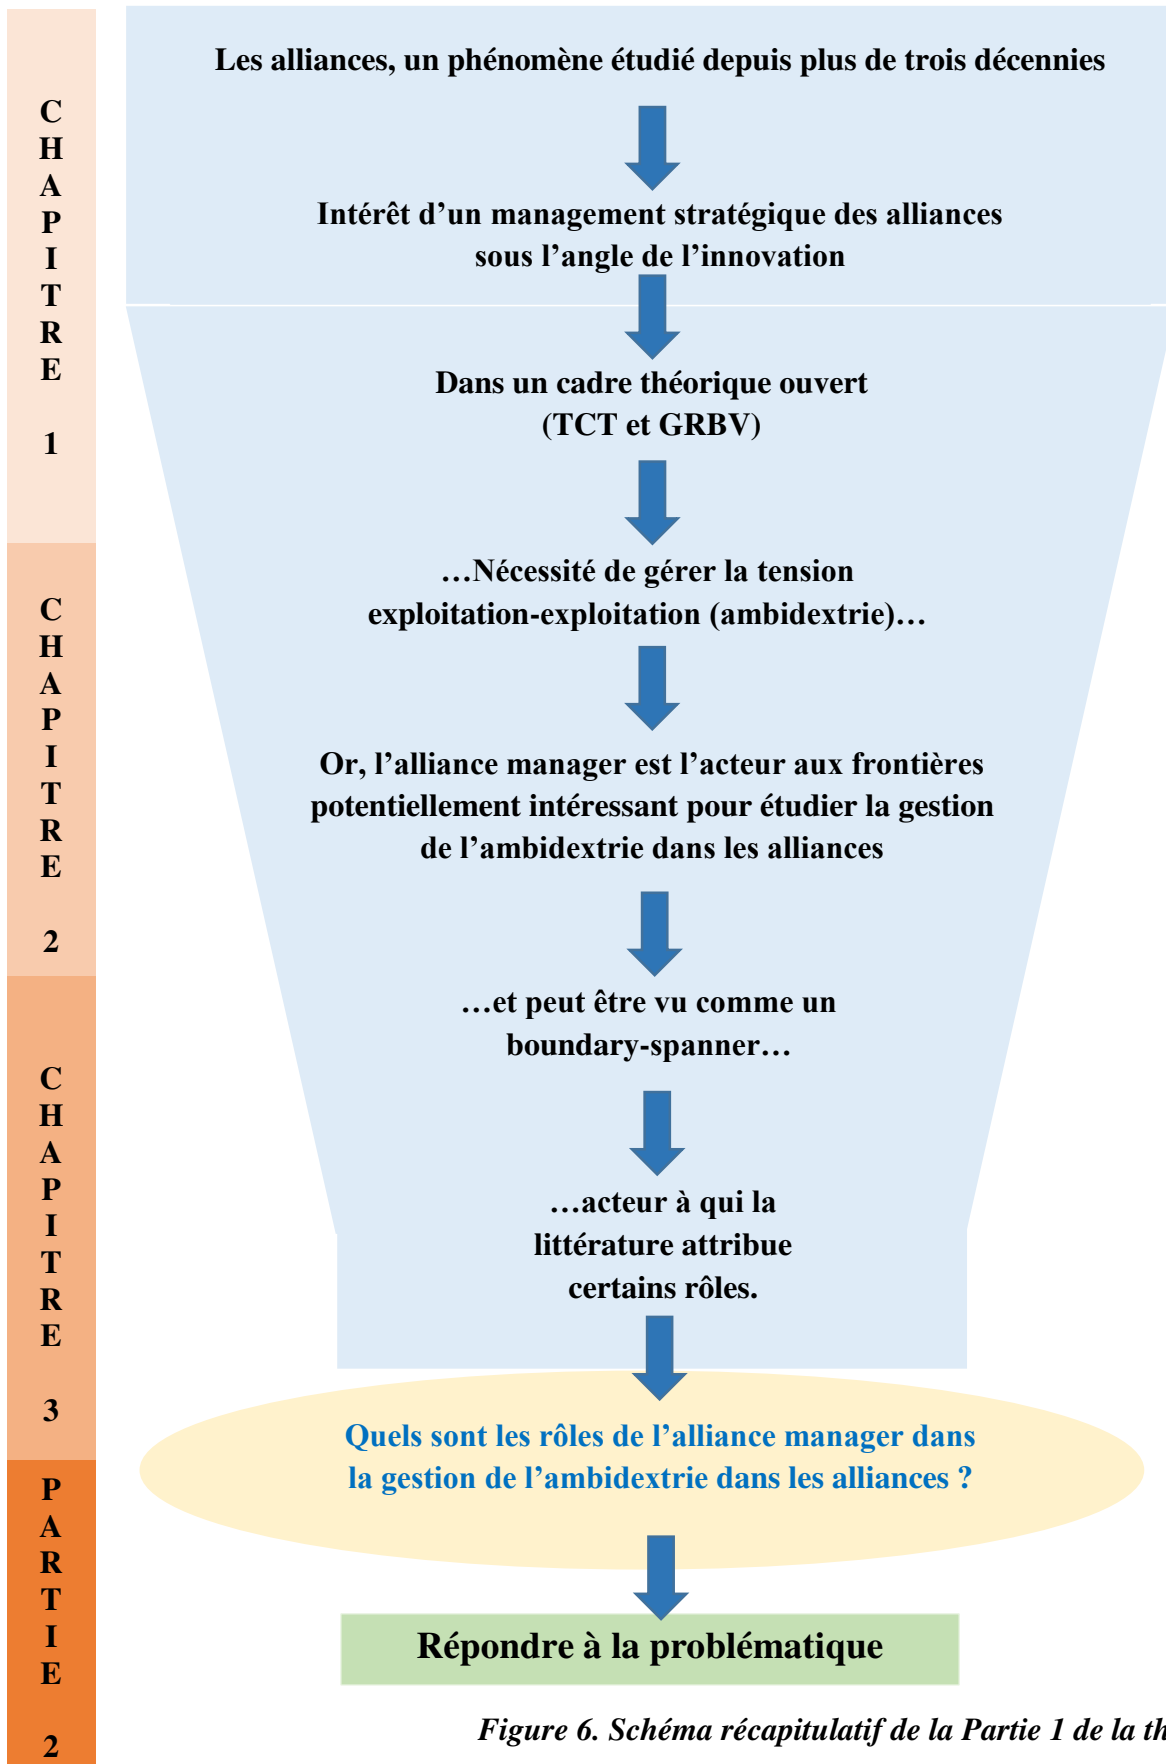 CHAPITRE
1
Les alliances, un phénomène étudié depuis plus de trois décennies
Intérêt d’un management stratégique des alliances
sous l’angle de l’innovation
Dans un cadre théorique ouvert
(TCT et GRBV)
CHAPITRE
2
…Nécessité de gérer la tension
exploitation-exploitation (ambidextrie)…
Or, l’alliance manager est l’acteur aux frontières
potentiellement intéressant pour étudier la gestion
de l’ambidextrie dans les alliances
CHAPITRE
3
…et peut être vu comme un
boundary-spanner…
…acteur à qui la
littérature attribue
certains rôles.
Quels sont les rôles de l’alliance manager dans
la gestion de l’ambidextrie dans les alliances ?
PARTIE
2
Répondre à la problématique
Figure 6. Schéma récapitulatif de la Partie 1 de la